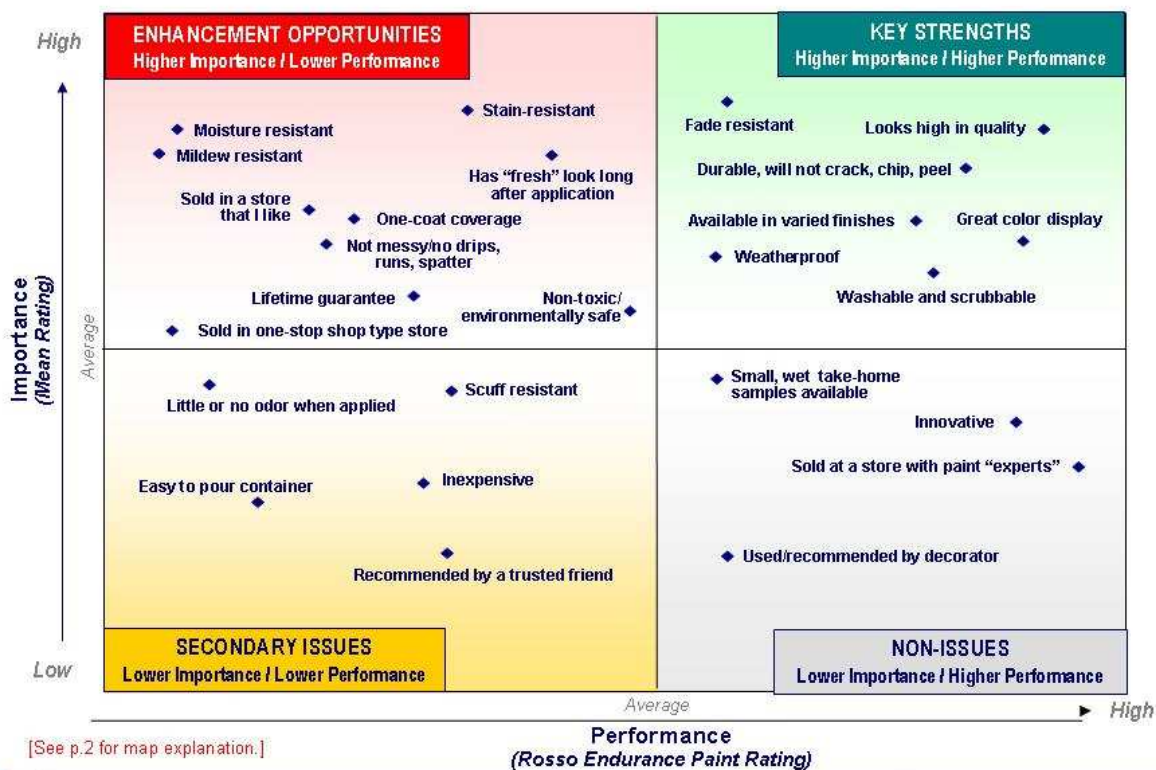 ENHANCEMENT OPPORTUNITIES
Higher Importance / Lower Performance
KEY STRENGTHS
Higher Importance / Higher Performance
High
Stain-resistant
Moisture resistant
Mildew resistant
Has “fresh” look long
after application
Sold in a store
that I like
One-coat coverage
Not messy/no drips,
runs, spatter
Lifetime guarantee
Non-toxic/
environmentally safe
Sold in one-stop shop type store
Fade resistant
Looks high in quality
Durable, will not crack, chip, peel
Available in varied finishes
Great color display
Weatherproof
Washable and scrubbable
Importance
(Mean Rating)
Average
Little or no odor when applied
Scuff resistant
Easy to pour container
Inexpensive
Recommended by a trusted friend
Small, wet take-home
samples available
Innovative
Sold at a store with paint “experts”
Used/recommended by decorator
SECONDARY ISSUES
Lower Importance / Lower Performance
NON-ISSUES
Lower Importance / Higher Performance
Low
Average
High
Performance
(Rosso Endurance Paint Rating)
[See p.2 for map explanation.]